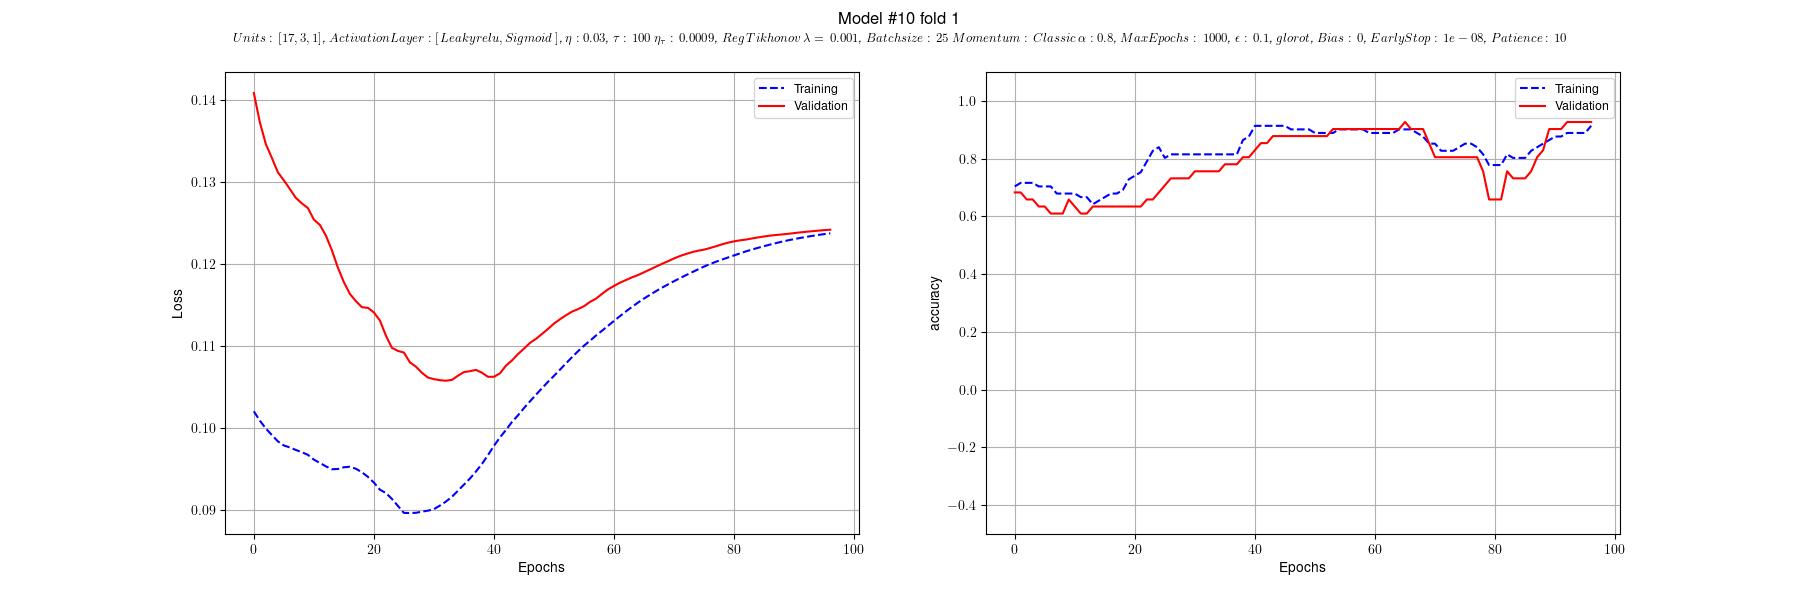 Model #10 fold 1
Units : [17, 3, 1], ActivationLayer : [Leakyrelu, Sigmoid ], η : 0.03, τ : 100 ητ : 0.0009, RegTikhonov λ = 0.001, Batchsize : 25 Momentum : Classic α : 0.8, MaxEpochs : 1000, ϵ : 0.1, glorot, Bias : 0, EarlyStop : 1e − 08, Patience : 10
Training
Validation
0.14
0.13
0.12
0.11
0.10
0.09
Loss
0 20 40 60 80 100
Epochs
Training
Validation
1.0
0.8
0.6
0.4
0.2
0.0
−0.2
−0.4
accuracy
0 20 40 60 80 100
Epochs